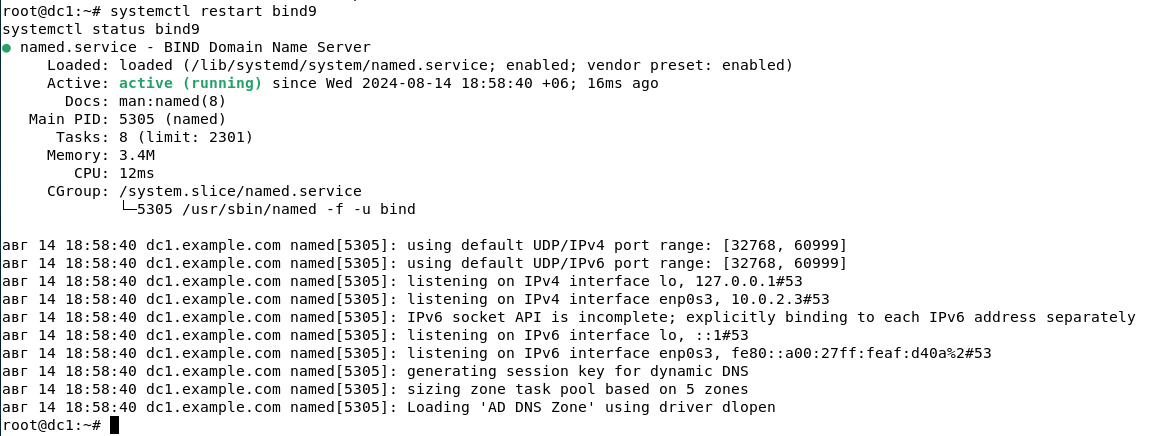 root@dc1:~# systemctl restart bind9
systemctl status bind9
● named.service - BIND Domain Name Server
     Loaded: loaded (/lib/systemd/system/named.service; enabled; vendor preset: enabled)
     Active: active (running) since Wed 2024-08-14 18:58:40 +06; 16ms ago
       Docs: man:named(8)
   Main PID: 5305 (named)
      Tasks: 8 (limit: 2301)
     Memory: 3.4M
        CPU: 12ms
     CGroup: /system.slice/named.service
             └─5305 /usr/sbin/named -f -u bind

авг 14 18:58:40 dc1.example.com named[5305]: using default UDP/IPv4 port range: [32768, 60999]
авг 14 18:58:40 dc1.example.com named[5305]: using default UDP/IPv6 port range: [32768, 60999]
авг 14 18:58:40 dc1.example.com named[5305]: listening on IPv4 interface lo, 127.0.0.1#53
авг 14 18:58:40 dc1.example.com named[5305]: listening on IPv4 interface enp0s3, 10.0.2.3#53
авг 14 18:58:40 dc1.example.com named[5305]: IPv6 socket API is incomplete; explicitly binding to each IPv6 address separately
авг 14 18:58:40 dc1.example.com named[5305]: listening on IPv6 interface lo, ::1#53
авг 14 18:58:40 dc1.example.com named[5305]: listening on IPv6 interface enp0s3, fe80::a00:27ff:feaf:d40a%2#53
авг 14 18:58:40 dc1.example.com named[5305]: generating session key for dynamic DNS
авг 14 18:58:40 dc1.example.com named[5305]: sizing zone task pool based on 5 zones
авг 14 18:58:40 dc1.example.com named[5305]: Loading 'AD DNS Zone' using driver dlopen
root@dc1:~#